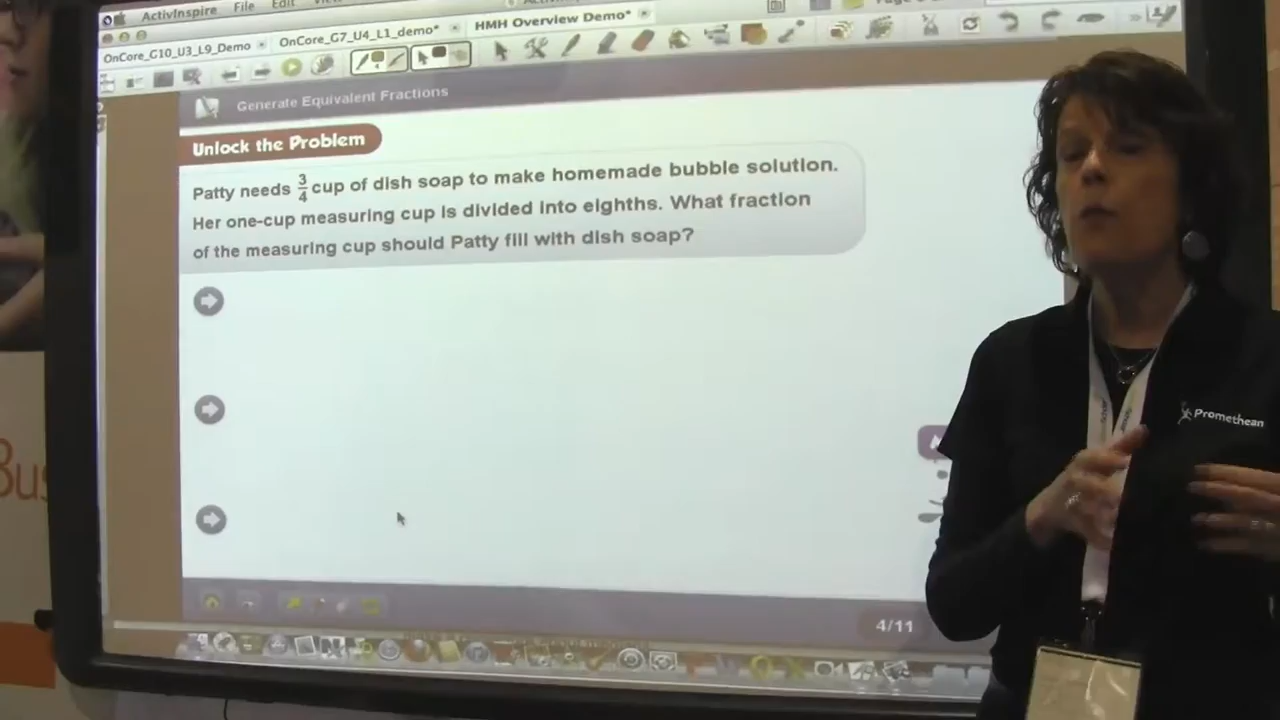 ActivInspire File Edit
OnCore_G10_U3_L9_Demo
OnCore_G7_U4_L1_demo*
HMH Overview Demo*
Generate Equivalent Fractions
Unlock the Problem
Patty needs 3/4 cup of dish soap to make homemade bubble solution.
Her one-cup measuring cup is divided into eighths. What fraction
of the measuring cup should Patty fill with dish soap?
4/11
Promethean